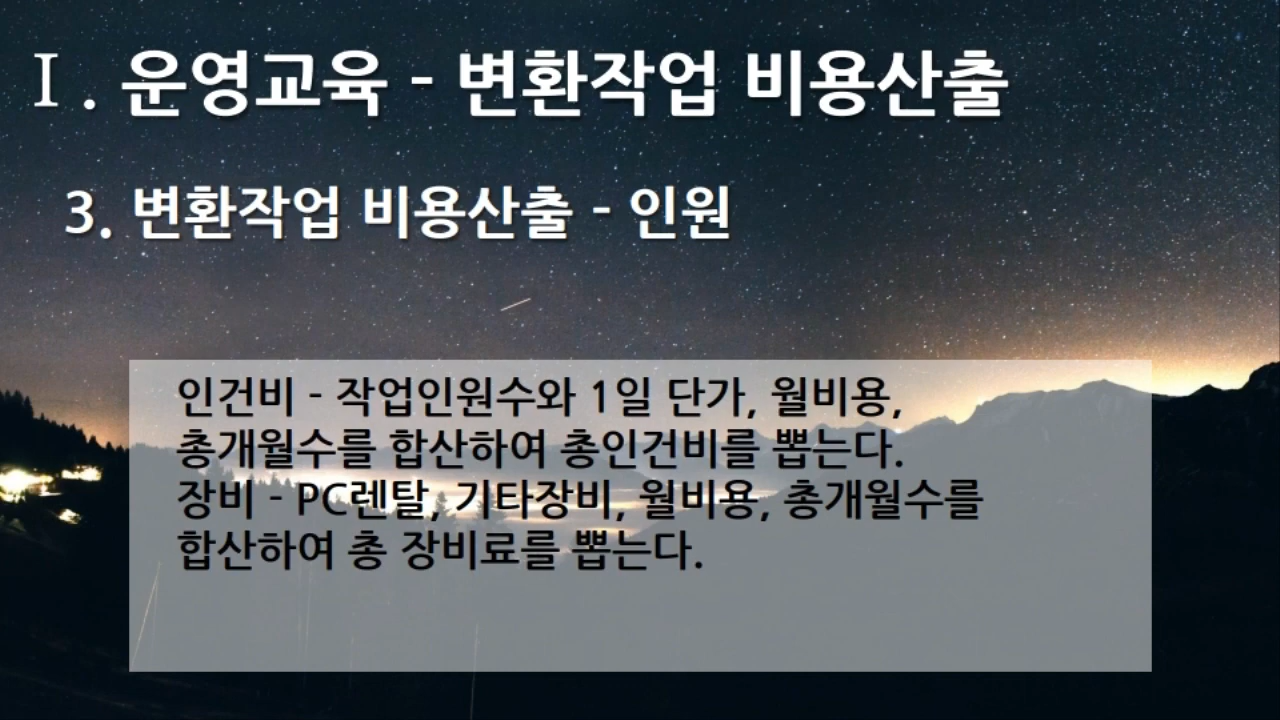 Ⅰ. 운영교육 - 변환작업 비용산출
3. 변환작업 비용산출 - 인원
인건비 - 작업인원수와 1일 단가, 월비용,
총개월수를 합산하여 총인건비를 뽑는다.
장비 - PC렌탈, 기타장비, 월비용, 총개월수를
합산하여 총 장비료를 뽑는다.